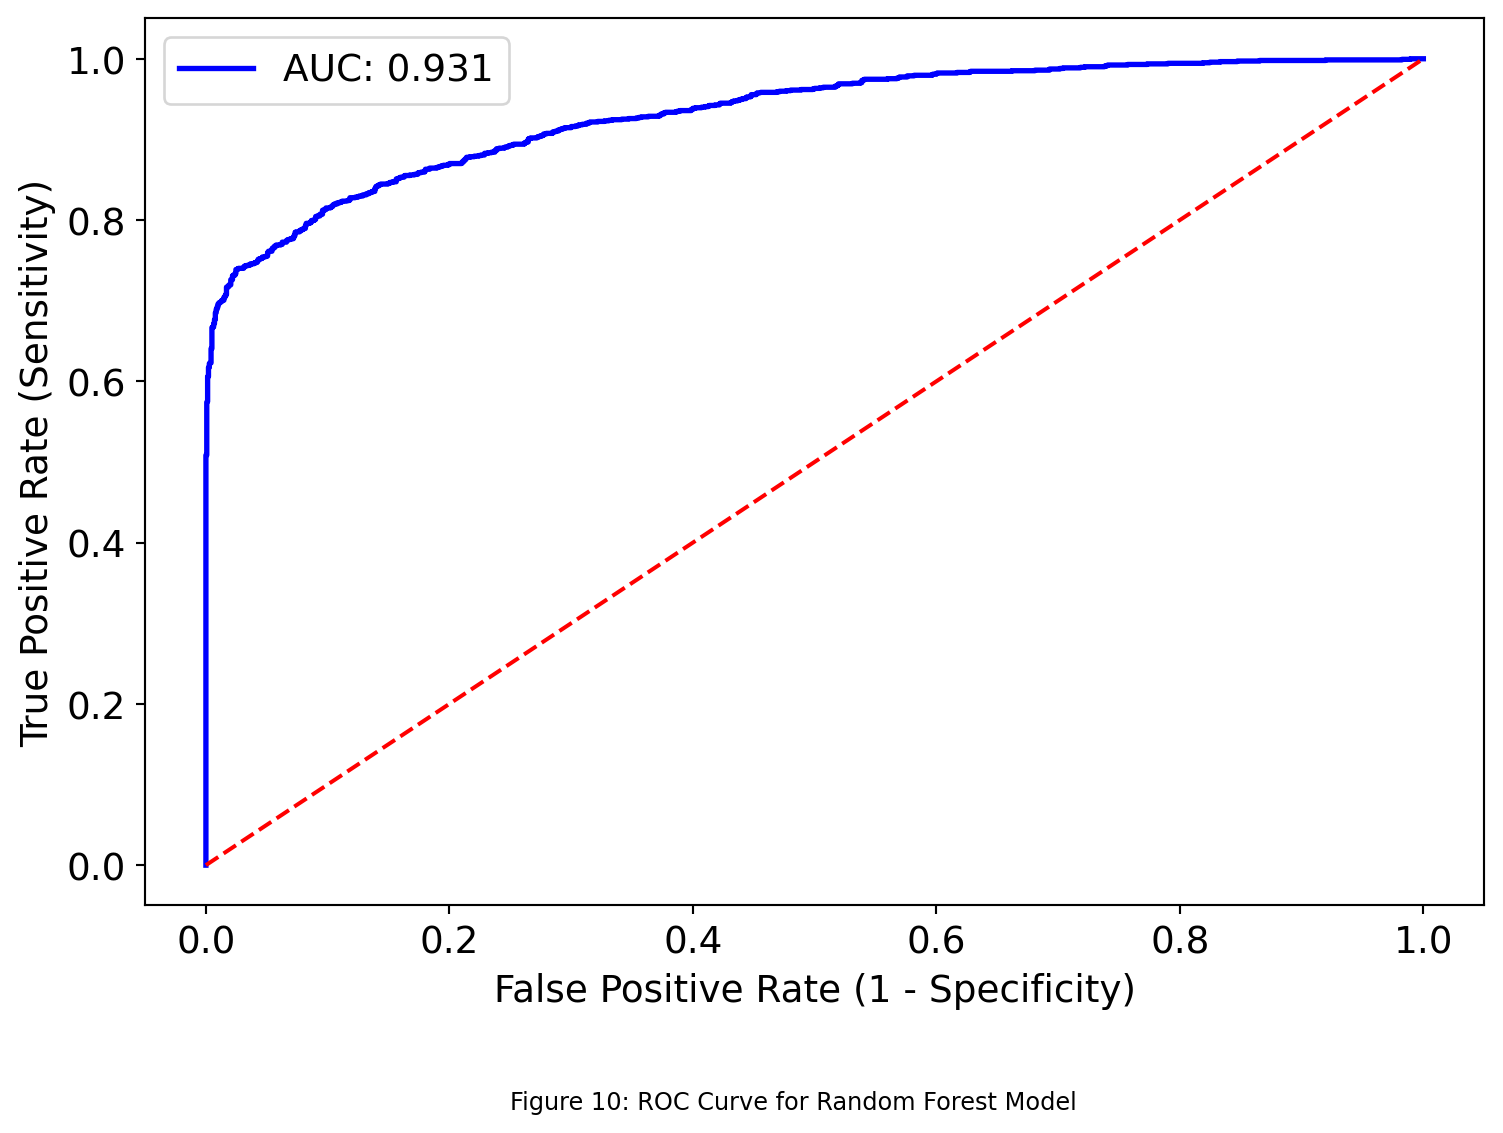 AUC: 0.931
1.0
0.8
0.6
0.4
0.2
0.0
True Positive Rate (Sensitivity)
0.0 0.2 0.4 0.6 0.8 1.0
False Positive Rate (1 - Specificity)
Figure 10: ROC Curve for Random Forest Model